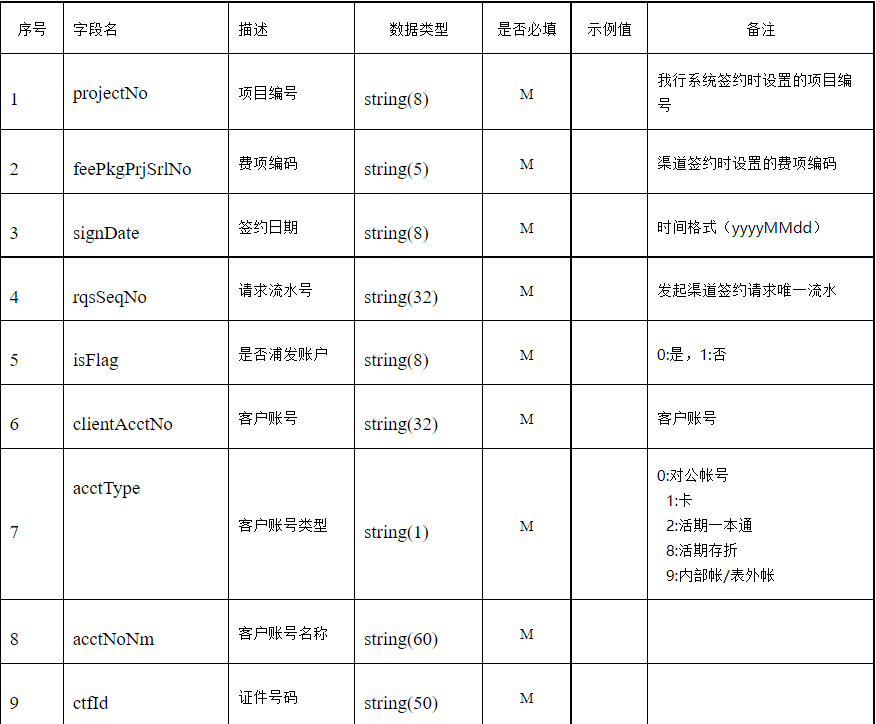 序号 字段名 描述 数据类型 是否必填 示例值 备注
1 projectNo 项目编号 string(8) M 我行系统签约时设置的项目编
号
2 feePkgPrjSrlNo 费项编码 string(5) M 渠道签约时设置的费项编码
3 signDate 签约日期 string(8) M 时间格式（yyyyMMdd）
4 rqsSeqNo 请求流水号 string(32) M 发起渠道签约请求唯一流水
5 isFlag 是否浦发账户 string(8) M 0:是，1:否
6 clientAcctNo 客户账号 string(32) M 客户账号
7 acctType 客户账号类型 string(1) M 0:对公帐号
1:卡
2:活期一本通
8:活期存折
9:内部帐/表外帐
8 acctNoNm 客户账号名称 string(60) M
9 ctfId 证件号码 string(50) M